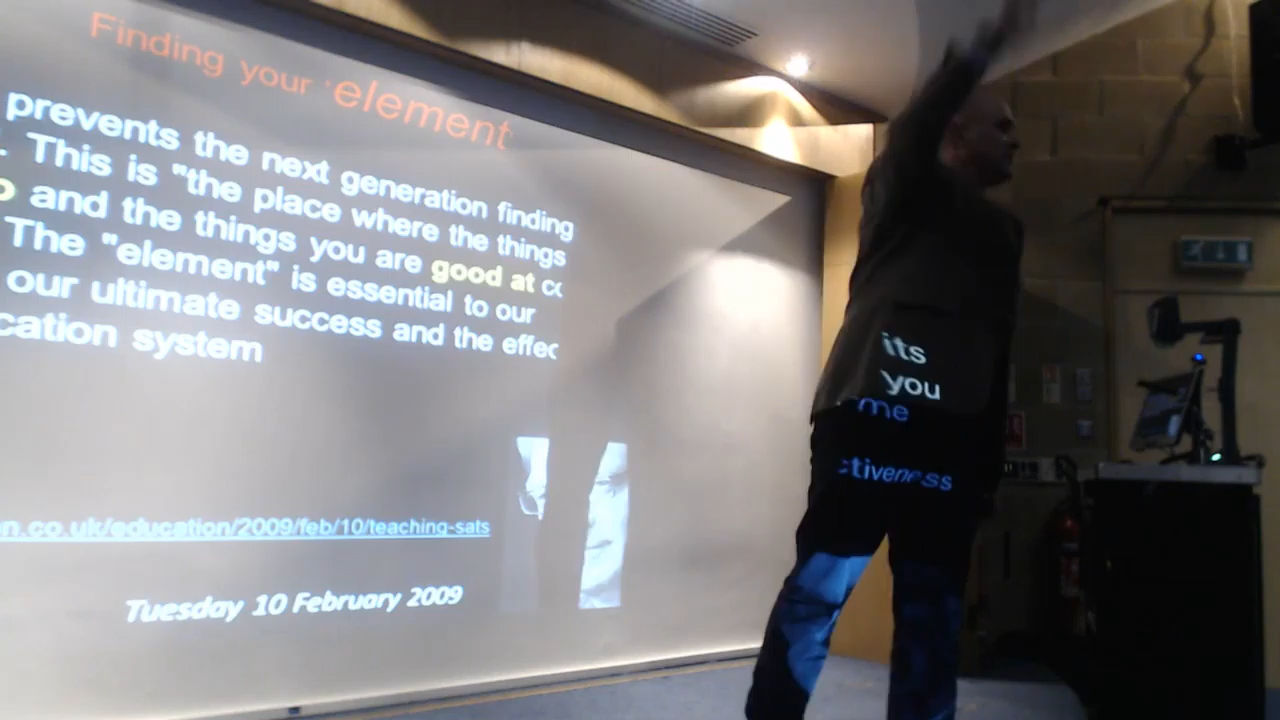 Finding your 'element
prevents the next generation finding its
. This is "the place where the things you
o and the things you are good at co me
The "element" is essential to our
our ultimate success and the effec ctiveness
cation system
n.co.uk/education/2009/feb/10/teaching-sats
Tuesday 10 February 2009